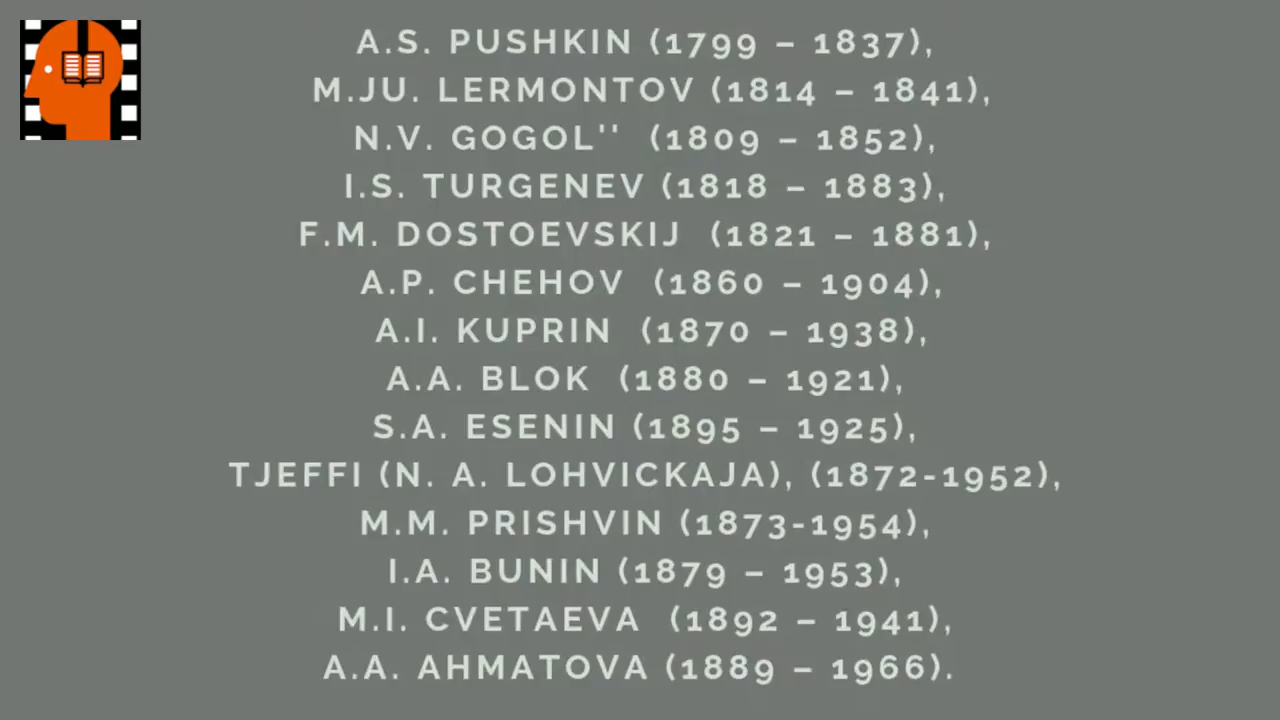 A.S. PUSHKIN (1799 – 1837),
M.JU. LERMONTOV (1814 – 1841),
N.V. GOGOL'' (1809 – 1852),
I.S. TURGENEV (1818 – 1883),
F.M. DOSTOEVSKIJ (1821 – 1881),
A.P. CHEHOV (1860 – 1904),
A.I. KUPRIN (1870 – 1938),
A.A. BLOK (1880 – 1921),
S.A. ESENIN (1895 – 1925),
TJEFFI (N. A. LOHVICKAJA), (1872-1952),
M.M. PRISHVIN (1873-1954),
I.A. BUNIN (1879 – 1953),
M.I. CVETAEVA (1892 – 1941),
A.A. AHMATOVA (1889 – 1966).